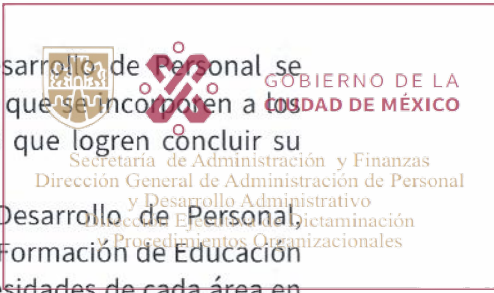 sarrollo de Personal se
GOBIERNO DE LA
que se incorporen a los
CIUDAD DE MÉXICO
que logren concluir su
Secretaría de Administración y Finanzas
Dirección General de Administración de Personal
y Desarrollo Administrativo
Desarrollo de Personal,
Dirección Ejecutiva de Dictaminación
y Procedimientos Organizacionales
Formación de Educación
esidades de cada área en